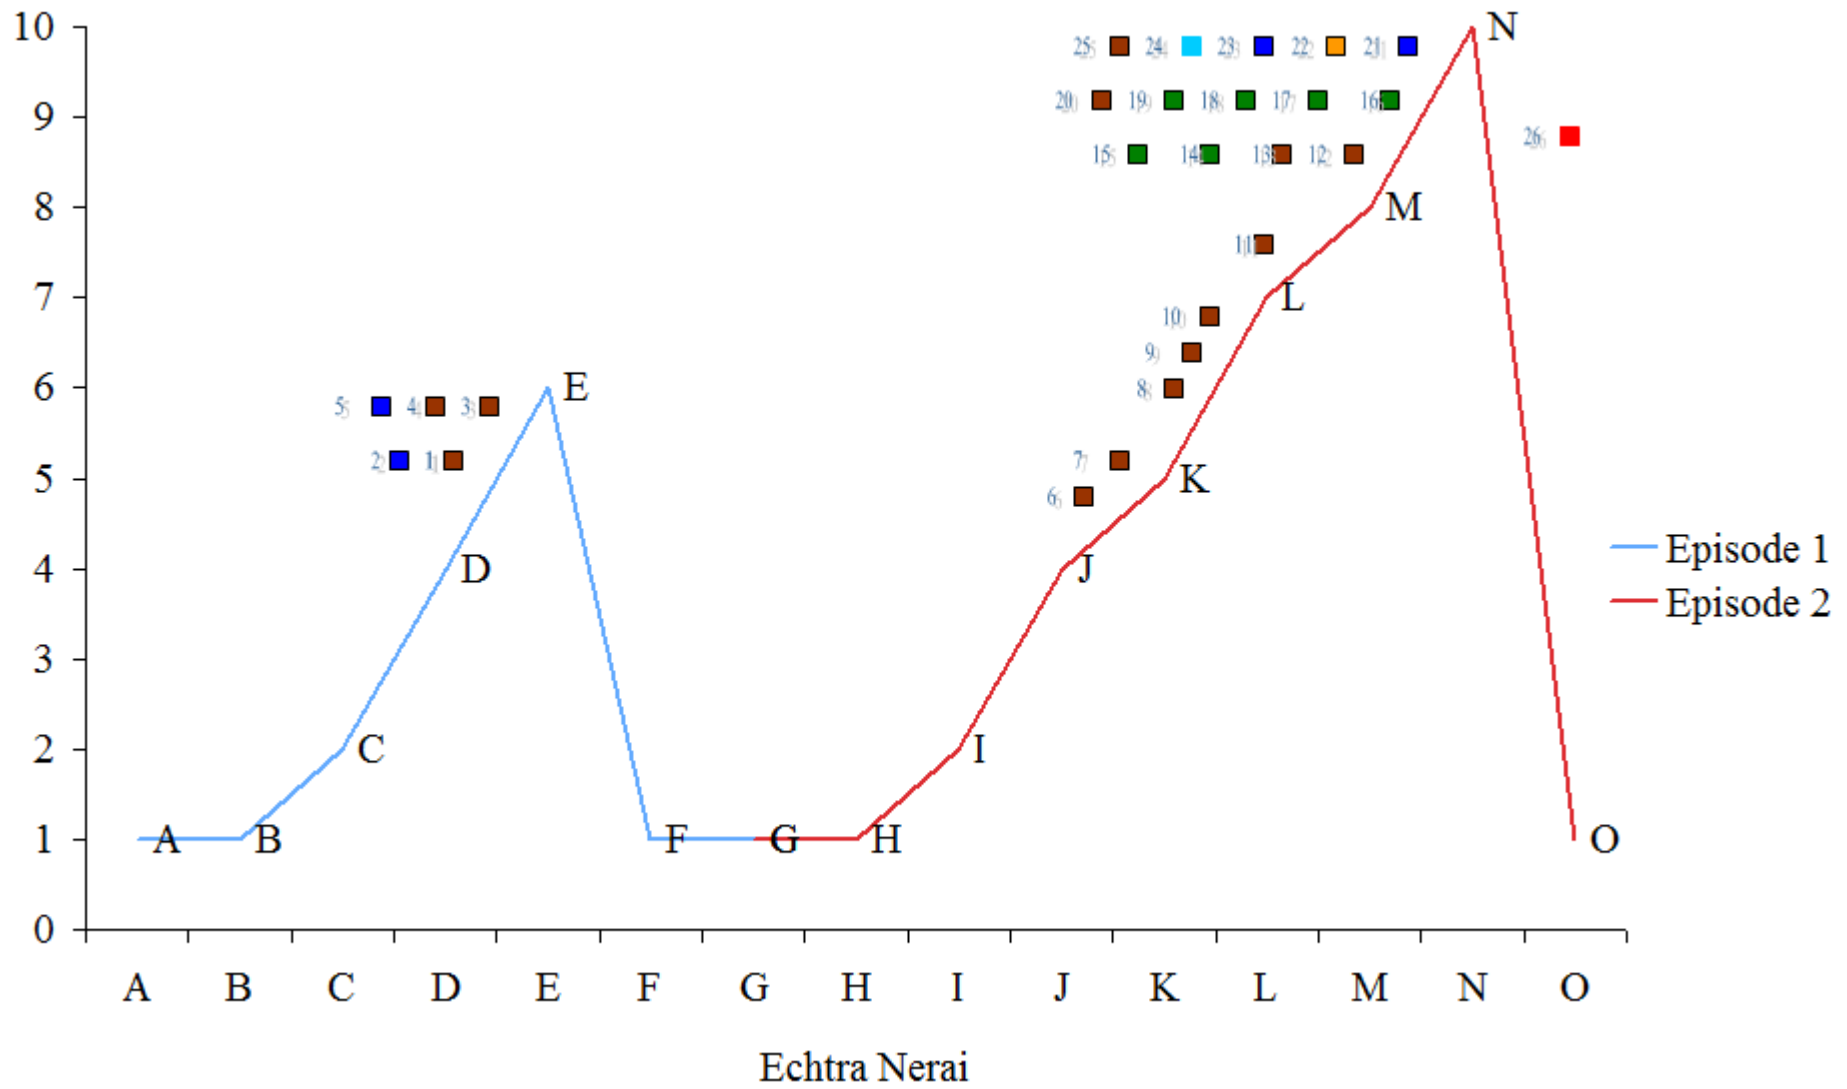 10 N
25 24 23 22 21
20 19 18 17 16
9
26
15 14 13 12
8 M
11
7 L
10
9
6 E 8
5 4 3
2 1 7
5 K
6
4 D J
Episode 1
Episode 2
3
2 C I
1 A B F G H O
0
A B C D E F G H I J K L M N O
Echtra Nerai